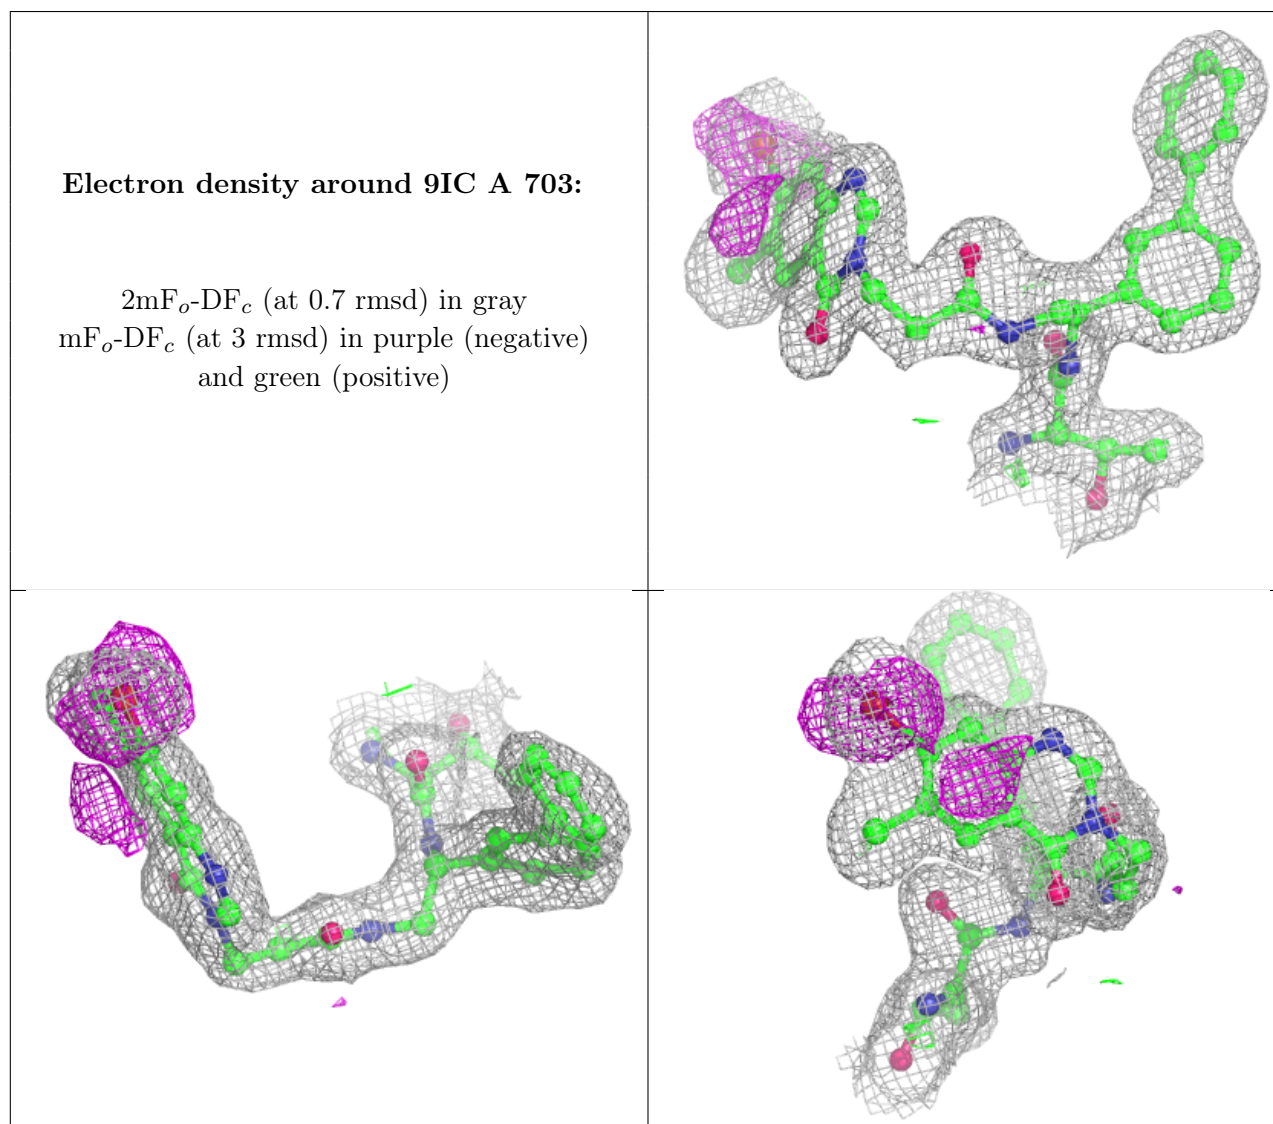 Electron density around 9IC A 703:
2mFo-DFc (at 0.7 rmsd) in gray
mFo-DFc (at 3 rmsd) in purple (negative)
and green (positive)